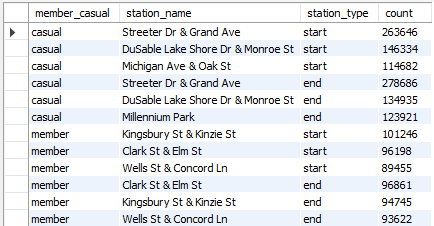 member_casual station_name station_type count
casual Streeter Dr & Grand Ave start 263646
casual DuSable Lake Shore Dr & Monroe St start 146334
casual Michigan Ave & Oak St start 114682
casual Streeter Dr & Grand Ave end 278686
casual DuSable Lake Shore Dr & Monroe St end 134935
casual Millennium Park end 123921
member Kingsbury St & Kinzie St start 101246
member Clark St & Elm St start 96198
member Wells St & Concord Ln start 89455
member Clark St & Elm St end 96861
member Kingsbury St & Kinzie St end 94745
member Wells St & Concord Ln end 93622